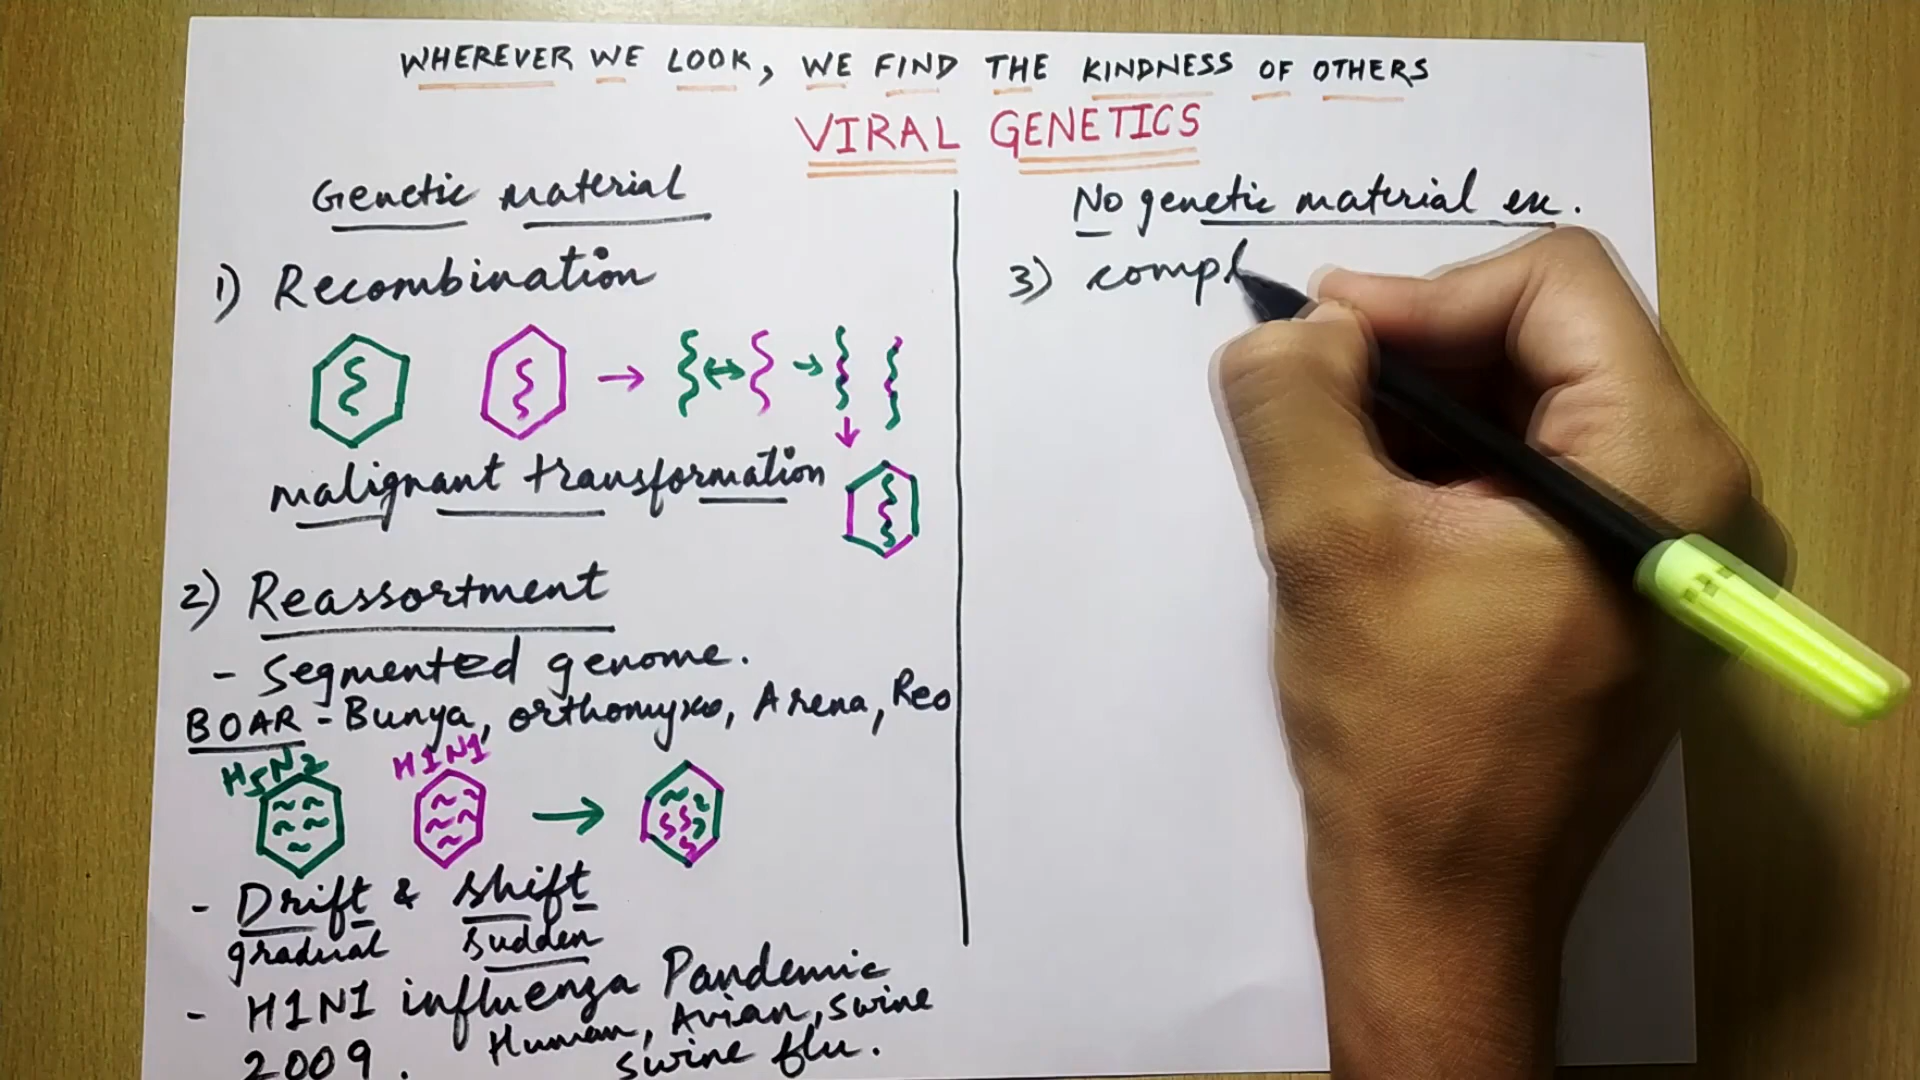 WHEREVER WE LOOK, WE FIND THE KINDNESS OF OTHERS
VIRAL GENETICS
Genetic material
1) Recombination
malignant transformation
2) Reassortment
- Segmented genome.
BOAR - Bunya, orthomyxo, Arena, Reo
H5N2 H1N1
- Drift & shift
gradual sudden
- H1N1 influenza Pandemic
2009. Human, Avian, swine
swine flu.
No genetic material ex.
3) compl